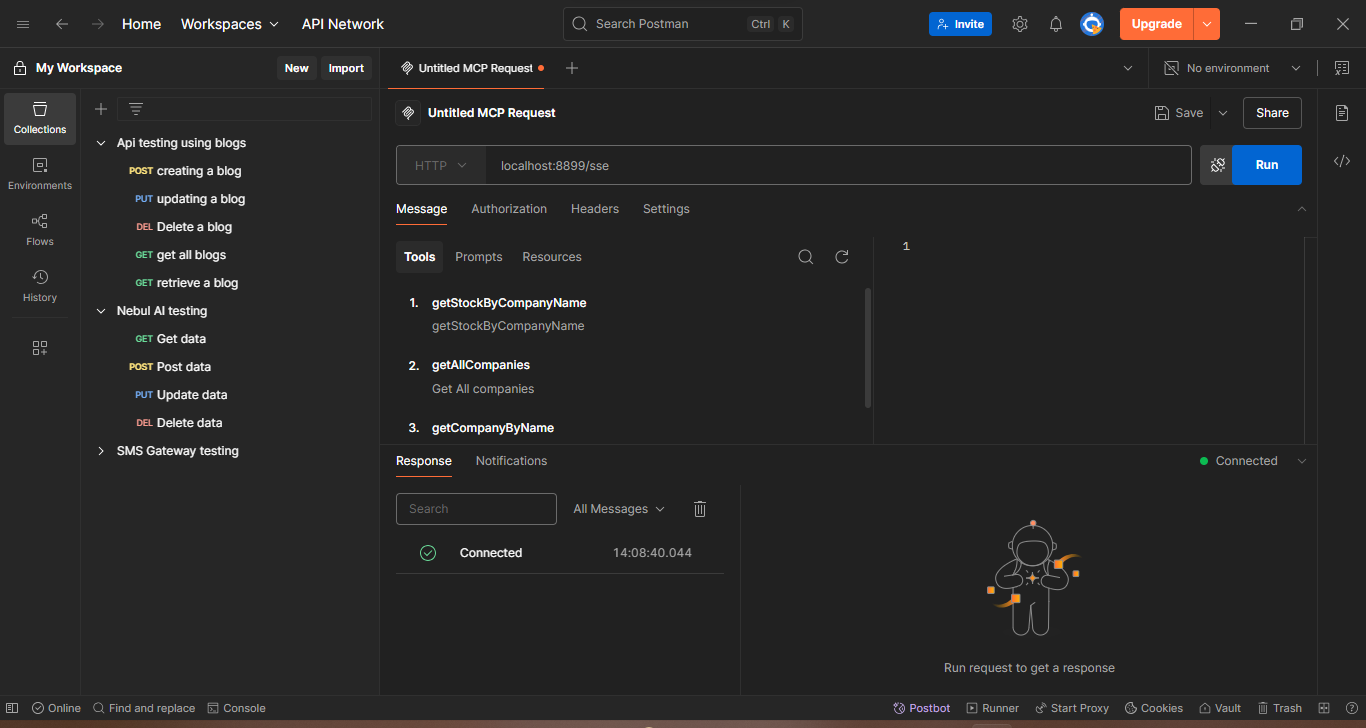 Home Workspaces API Network Search Postman Ctrl K Invite Upgrade
My Workspace New Import Untitled MCP Request No environment
Collections
Environments
Flows
History
Api testing using blogs
POST creating a blog
PUT updating a blog
DEL Delete a blog
GET get all blogs
GET retrieve a blog
Nebul AI testing
GET Get data
POST Post data
PUT Update data
DEL Delete data
SMS Gateway testing
Untitled MCP Request Save Share
HTTP localhost:8899/sse Run
Message Authorization Headers Settings
Tools Prompts Resources
1. getStockByCompanyName
getStockByCompanyName
2. getAllCompanies
Get All companies
3. getCompanyByName
1
Response Notifications Connected
Search All Messages
Connected 14:08:40.044
Run request to get a response
Online Find and replace Console Postbot Runner Start Proxy Cookies Vault Trash